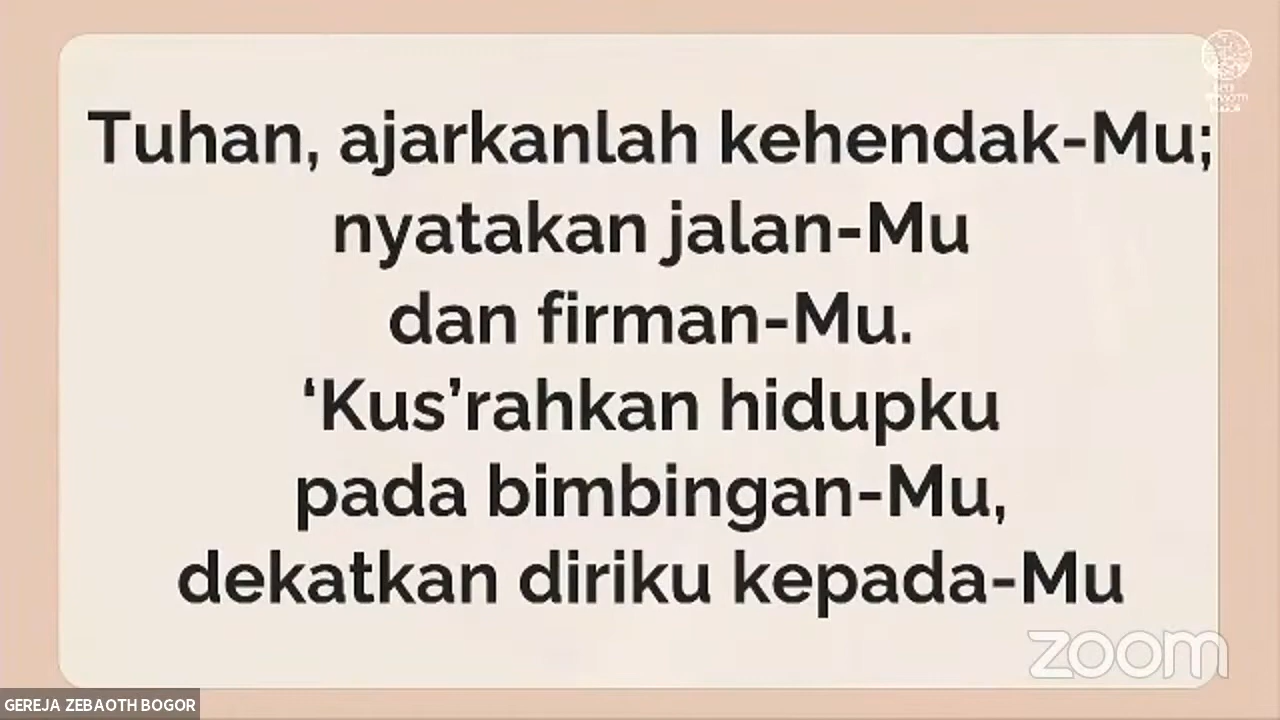 Tuhan, ajarkanlah kehendak-Mu;
nyatakan jalan-Mu
dan firman-Mu.
‘Kus’rahkan hidupku
pada bimbingan-Mu,
dekatkan diriku kepada-Mu
zoom
GEREJA ZEBAOTH BOGOR